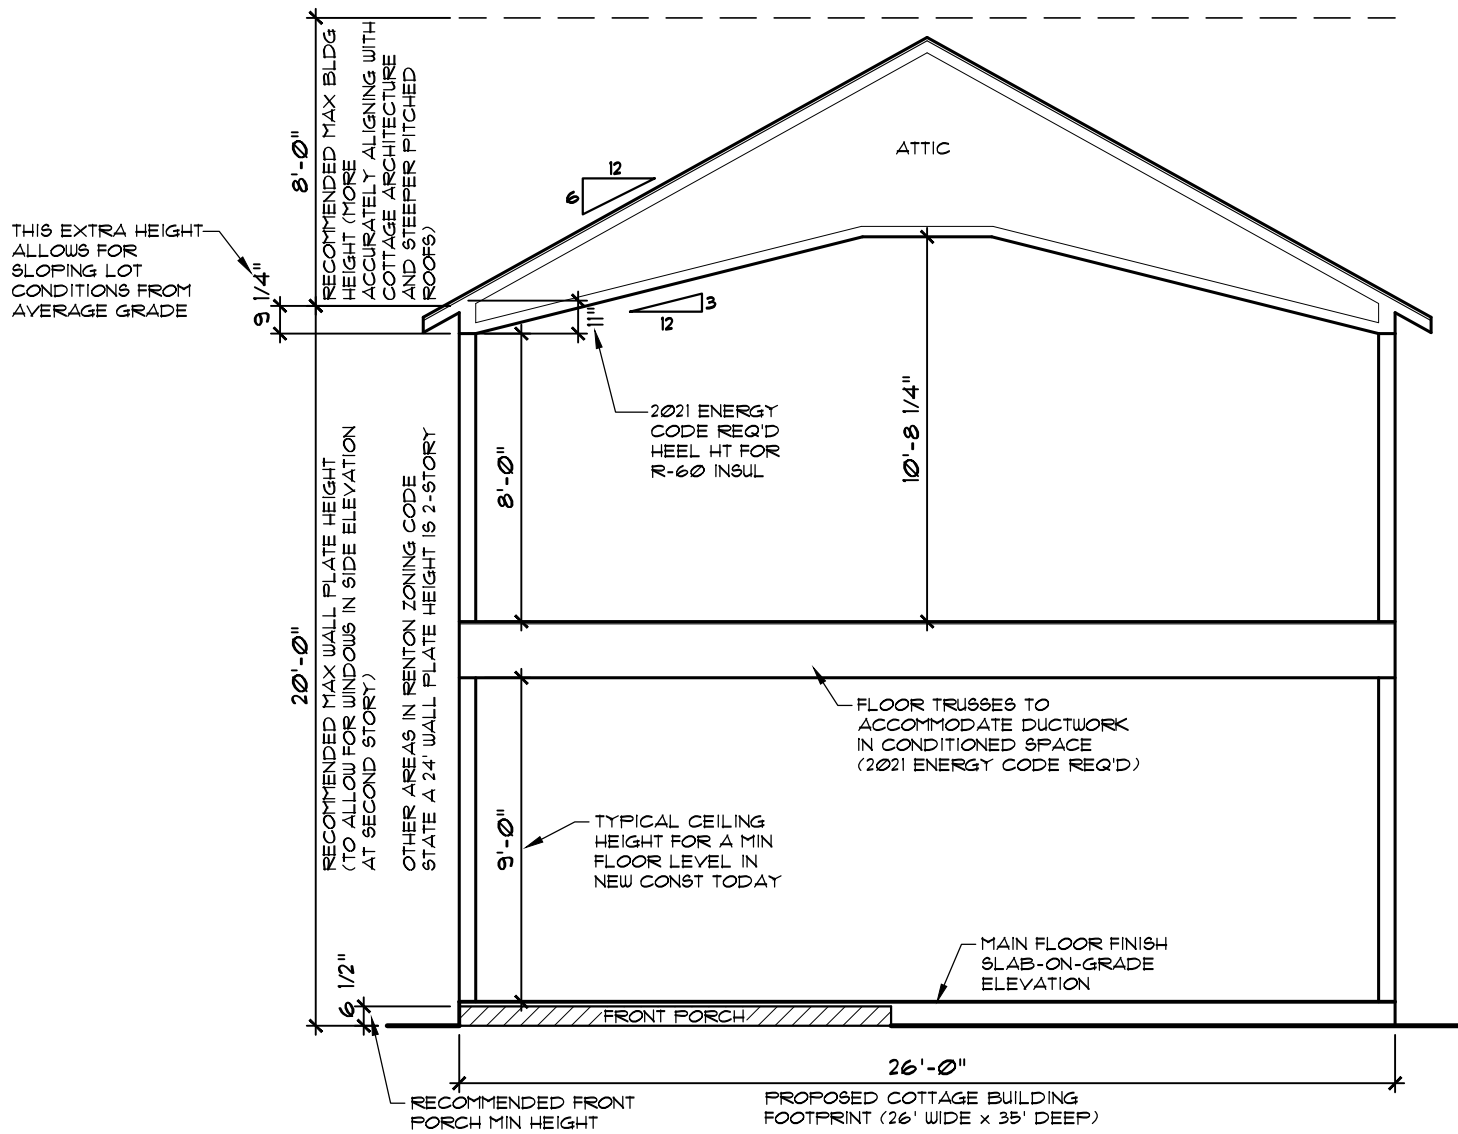 8'-0"
RECOMMENDED MAX BLDG
HEIGHT (MORE
ACCURATELY ALIGNING WITH
COTTAGE ARCHITECTURE
AND STEEPER PITCHED
ROOFS)
ATTIC
12
6
THIS EXTRA HEIGHT
ALLOWS FOR
SLOPING LOT
CONDITIONS FROM
AVERAGE GRADE
9 1/4"
11"
3
12
2021 ENERGY
CODE REQ'D
HEEL HT FOR
R-60 INSUL
8'-0"
10'-8 1/4"
20'-0"
RECOMMENDED MAX WALL PLATE HEIGHT
(TO ALLOW FOR WINDOWS IN SIDE ELEVATION
AT SECOND STORY)
OTHER AREAS IN RENTON ZONING CODE
STATE A 24' WALL PLATE HEIGHT IS 2-STORY
FLOOR TRUSSES TO
ACCOMMODATE DUCTWORK
IN CONDITIONED SPACE
(2021 ENERGY CODE REQ'D)
9'-0"
TYPICAL CEILING
HEIGHT FOR A MIN
FLOOR LEVEL IN
NEW CONST TODAY
MAIN FLOOR FINISH
SLAB-ON-GRADE
ELEVATION
6 1/2"
FRONT PORCH
26'-0"
RECOMMENDED FRONT
PORCH MIN HEIGHT
PROPOSED COTTAGE BUILDING
FOOTPRINT (26' WIDE x 35' DEEP)